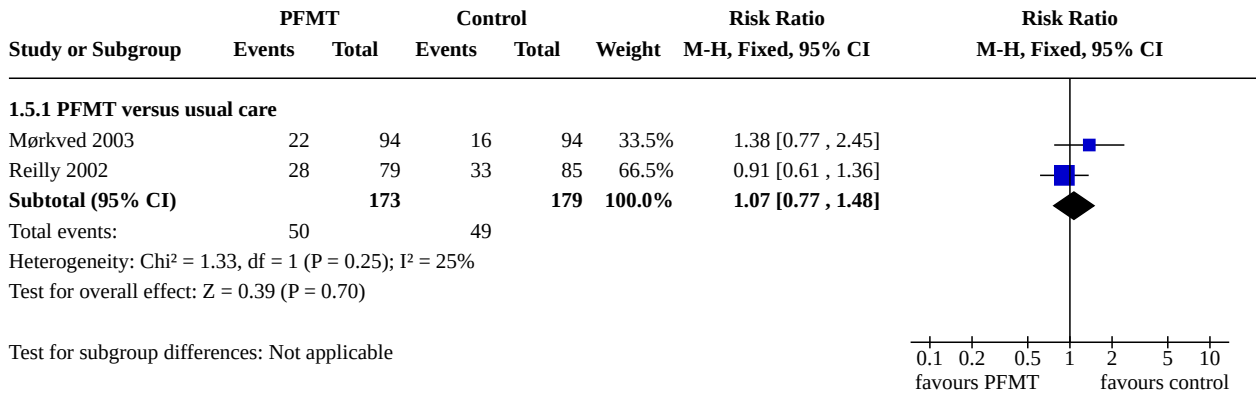 PFMT Control Risk Ratio Risk Ratio
Study or Subgroup Events Total Events Total Weight M-H, Fixed, 95% CI M-H, Fixed, 95% CI
1.5.1 PFMT versus usual care
Mørkved 2003 22 94 16 94 33.5% 1.38 [0.77 , 2.45]
Reilly 2002 28 79 33 85 66.5% 0.91 [0.61 , 1.36]
Subtotal (95% CI) 173 179 100.0% 1.07 [0.77 , 1.48]
Total events: 50 49
Heterogeneity: Chi² = 1.33, df = 1 (P = 0.25); I² = 25%
Test for overall effect: Z = 0.39 (P = 0.70)
Test for subgroup differences: Not applicable
0.1 0.2 0.5 1 2 5 10
favours PFMT favours control